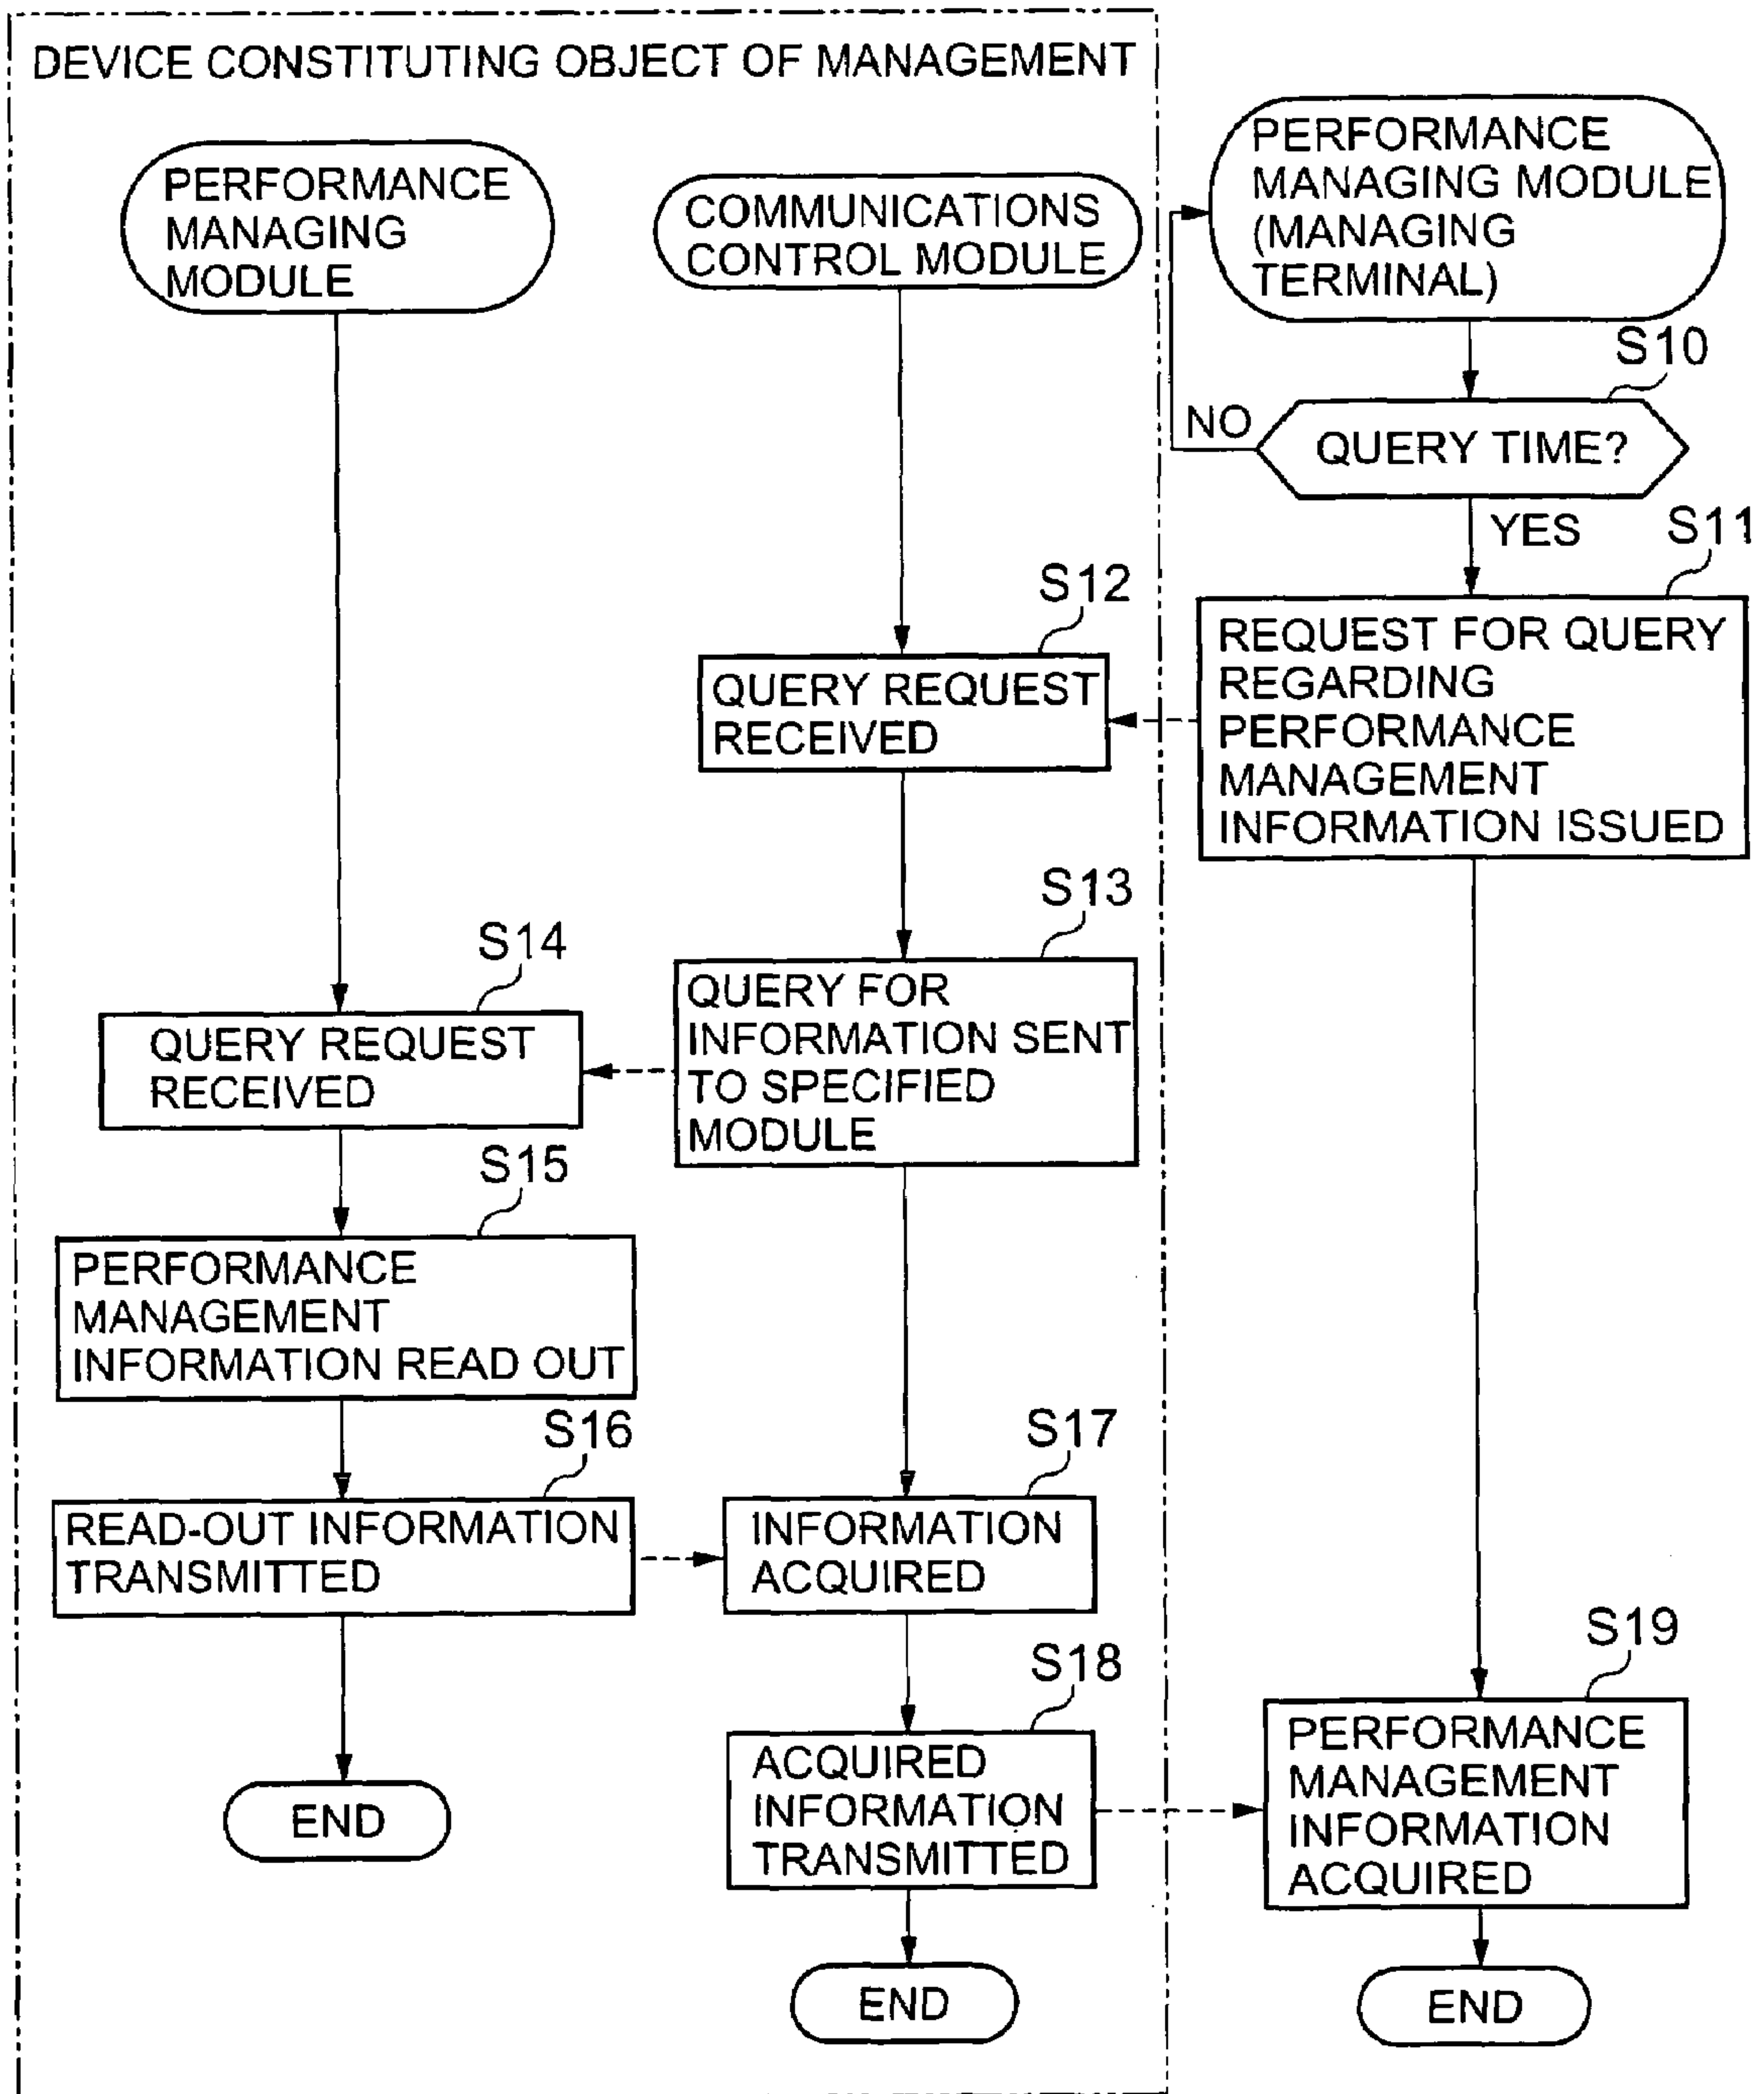 DEVICE CONSTITUTING OBJECT OF MANAGEMENT
PERFORMANCE
MANAGING
MODULE
COMMUNICATIONS
CONTROL MODULE
PERFORMANCE
MANAGING MODULE
(MANAGING
TERMINAL)
S10
QUERY TIME?
NO
YES
S11
REQUEST FOR QUERY
REGARDING
PERFORMANCE
MANAGEMENT
INFORMATION ISSUED
S12
QUERY REQUEST
RECEIVED
S13
QUERY FOR
INFORMATION SENT
TO SPECIFIED
MODULE
S14
QUERY REQUEST
RECEIVED
S15
PERFORMANCE
MANAGEMENT
INFORMATION READ OUT
S16
READ-OUT INFORMATION
TRANSMITTED
S17
INFORMATION
ACQUIRED
S18
ACQUIRED
INFORMATION
TRANSMITTED
S19
PERFORMANCE
MANAGEMENT
INFORMATION
ACQUIRED
END
END
END